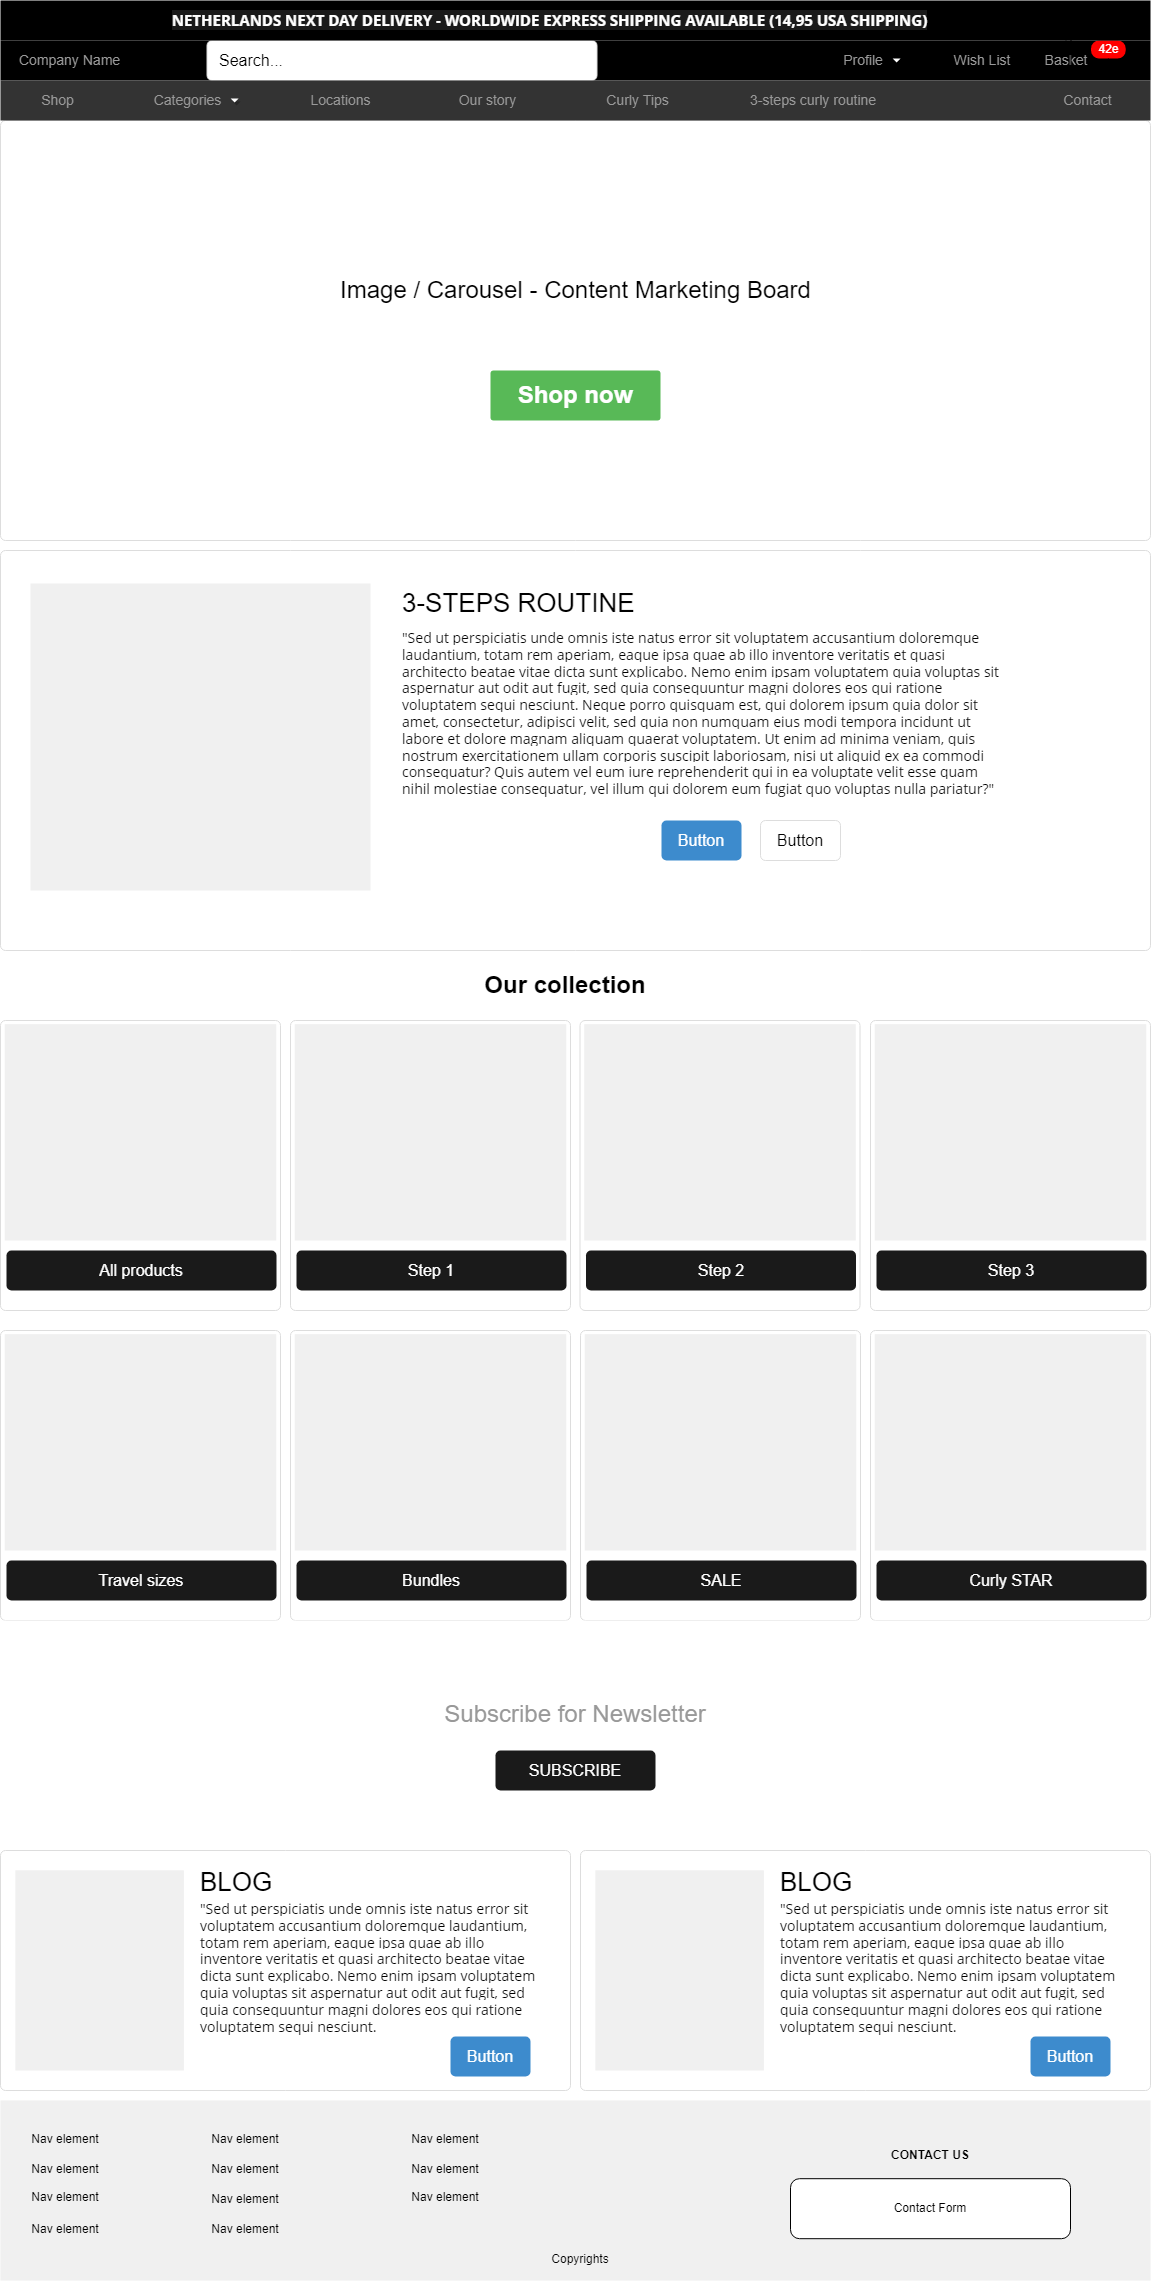 NETHERLANDS NEXT DAY DELIVERY - WORLDWIDE EXPRESS SHIPPING AVAILABLE (14,95 USA SHIPPING)
Company Name Search... Profile Wish List Basket 42e
Shop Categories Locations Our story Curly Tips 3-steps curly routine Contact
Image / Carousel - Content Marketing Board
Shop now
3-STEPS ROUTINE
"Sed ut perspiciatis unde omnis iste natus error sit voluptatem accusantium doloremque
laudantium, totam rem aperiam, eaque ipsa quae ab illo inventore veritatis et quasi
architecto beatae vitae dicta sunt explicabo. Nemo enim ipsam voluptatem quia voluptas sit
aspernatur aut odit aut fugit, sed quia consequuntur magni dolores eos qui ratione
voluptatem sequi nesciunt. Neque porro quisquam est, qui dolorem ipsum quia dolor sit
amet, consectetur, adipisci velit, sed quia non numquam eius modi tempora incidunt ut
labore et dolore magnam aliquam quaerat voluptatem. Ut enim ad minima veniam, quis
nostrum exercitationem ullam corporis suscipit laboriosam, nisi ut aliquid ex ea commodi
consequatur? Quis autem vel eum iure reprehenderit qui in ea voluptate velit esse quam
nihil molestiae consequatur, vel illum qui dolorem eum fugiat quo voluptas nulla pariatur?"
Button Button
Our collection
All products Step 1 Step 2 Step 3
Travel sizes Bundles SALE Curly STAR
Subscribe for Newsletter
SUBSCRIBE
BLOG
"Sed ut perspiciatis unde omnis iste natus error sit
voluptatem accusantium doloremque laudantium,
totam rem aperiam, eaque ipsa quae ab illo
inventore veritatis et quasi architecto beatae vitae
dicta sunt explicabo. Nemo enim ipsam voluptatem
quia voluptas sit aspernatur aut odit aut fugit, sed
quia consequuntur magni dolores eos qui ratione
voluptatem sequi nesciunt.
Button
BLOG
"Sed ut perspiciatis unde omnis iste natus error sit
voluptatem accusantium doloremque laudantium,
totam rem aperiam, eaque ipsa quae ab illo
inventore veritatis et quasi architecto beatae vitae
dicta sunt explicabo. Nemo enim ipsam voluptatem
quia voluptas sit aspernatur aut odit aut fugit, sed
quia consequuntur magni dolores eos qui ratione
voluptatem sequi nesciunt.
Button
Nav element Nav element Nav element
Nav element Nav element Nav element
Nav element Nav element Nav element
Nav element Nav element
CONTACT US
Contact Form
Copyrights